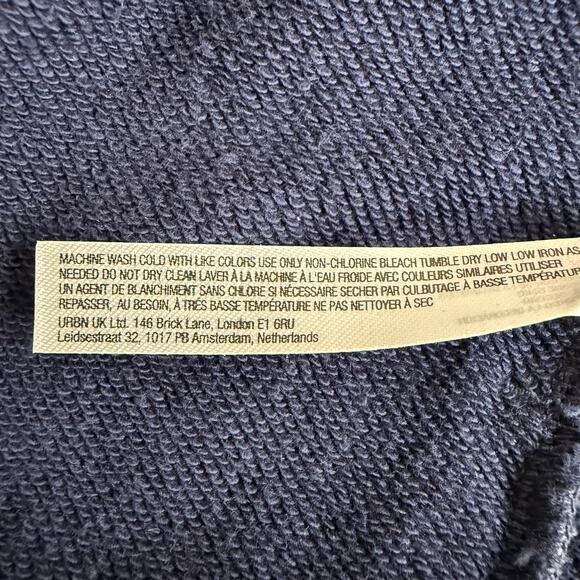 MACHINE WASH COLD WITH LIKE COLORS USE ONLY NON-CHLORINE BLEACH TUMBLE DRY LOW LOW IRON AS
NEEDED DO NOT DRY CLEAN LAVER À LA MACHINE À L'EAU FROIDE AVEC COULEURS SIMILAIRES UTILISER
UN AGENT DE BLANCHIMENT SANS CHLORE SI NÉCESSAIRE SECHER PAR CULBUTAGE À BASSE TEMPÉRATURE
REPASSER, AU BESOIN, À TRÉS BASSE TEMPÉRATURE NE PAS NETTOYER À SEC
URBN UK Ltd. 146 Brick Lane, London E1 6RU
Leidsestraat 32, 1017 PB Amsterdam, Netherlands